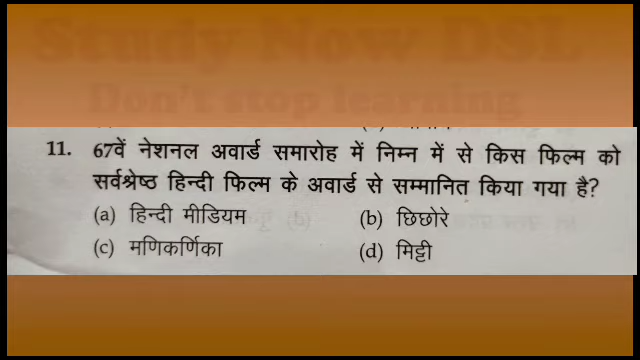 Study Now DSL
Don't stop learning
11. 67वें नेशनल अवार्ड समारोह में निम्न में से किस फिल्म को
सर्वश्रेष्ठ हिन्दी फिल्म के अवार्ड से सम्मानित किया गया है?
(a) हिन्दी मीडियम (b) छिछोरे
(c) मणिकर्णिका (d) मिट्टी